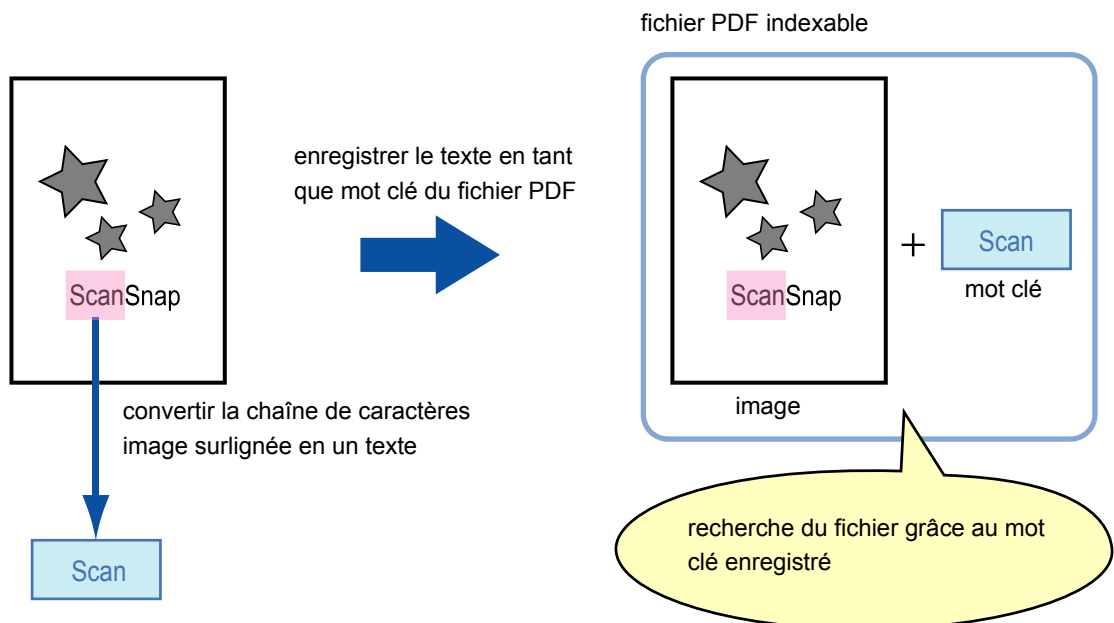 fichier PDF indexable
enregistrer le texte en tant
que mot clé du fichier PDF
ScanSnap
convertir la chaîne de caractères
image surlignée en un texte
Scan
ScanSnap
image
+
Scan
mot clé
recherche du fichier grâce au mot
clé enregistré